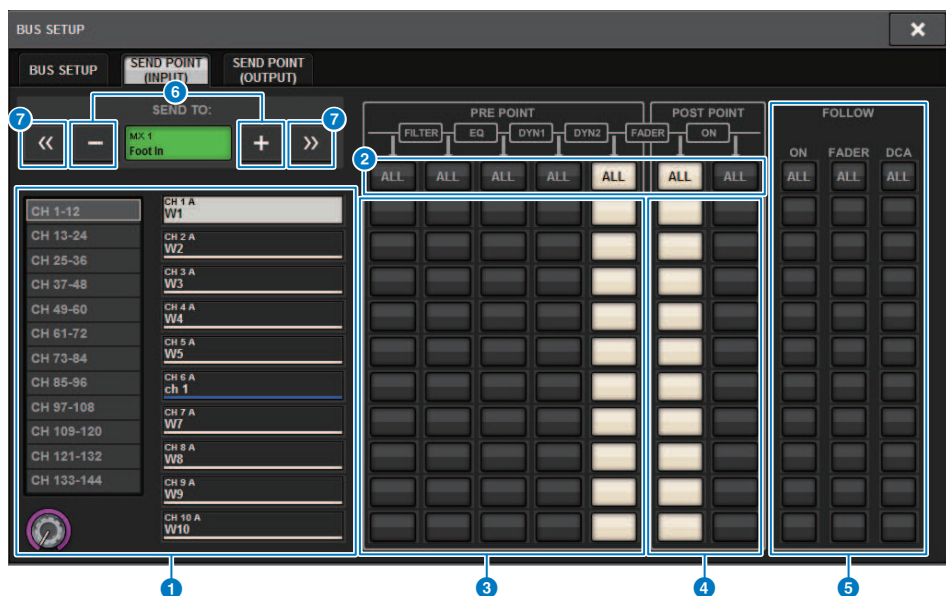 BUS SETUP
BUS SETUP
SEND POINT
(INPUT)
SEND POINT
(OUTPUT)
6
SEND TO:
7
7
«
−
MX 1
Foot In
+
»
PRE POINT
POST POINT
FOLLOW
FILTER
EQ
DYN1
DYN2
FADER
ON
ON
FADER
DCA
2
ALL
ALL
ALL
ALL
ALL
ALL
ALL
ALL
ALL
ALL
CH 1-12
CH 13-24
CH 25-36
CH 37-48
CH 49-60
CH 61-72
CH 73-84
CH 85-96
CH 97-108
CH 109-120
CH 121-132
CH 133-144
CH 1 A
W1
CH 2 A
W2
CH 3 A
W3
CH 4 A
W4
CH 5 A
W5
CH 6 A
ch 1
CH 7 A
W7
CH 8 A
W8
CH 9 A
W9
CH 10 A
W10
1
3
4
5